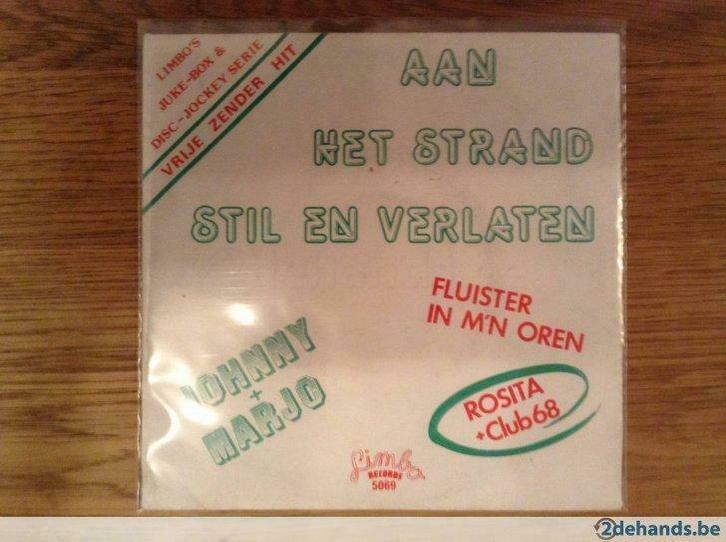 LIMBO'S
JUKE-BOX &
DISC-JOCKEY SERIE
VRIJE ZENDER HIT
AAN
HET STRAND
STIL EN VERLATEN
FLUISTER
IN M'N OREN
JOHNNY
+
MARJO
ROSITA
+Club68
Limbo
RECORDS
5069
2dehands.be